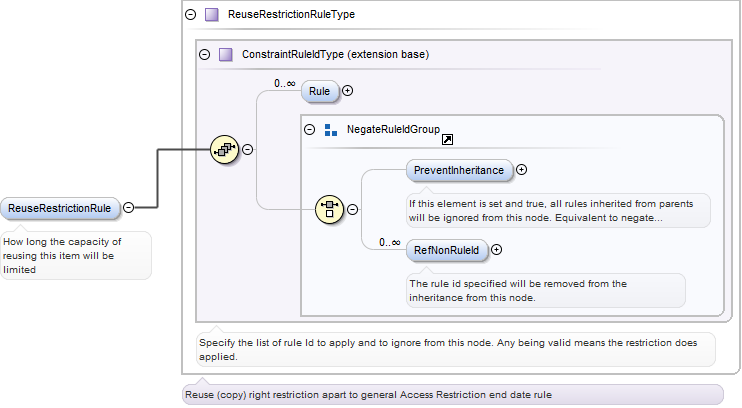 ReuseRestrictionRuleType
ConstraintRuleIdType (extension base)
0..∞
Rule
NegateRuleIdGroup
PreventInheritance
If this element is set and true, all rules inherited from parents
will be ignored from this node. Equivalent to negate...
ReuseRestrictionRule
How long the capacity of
reusing this item will be
limited
0..∞
RefNonRuleId
The rule id specified will be removed from the
inheritance from this node.
Specify the list of rule Id to apply and to ignore from this node. Any being valid means the restriction does
applied.
Reuse (copy) right restriction apart to general Access Restriction end date rule